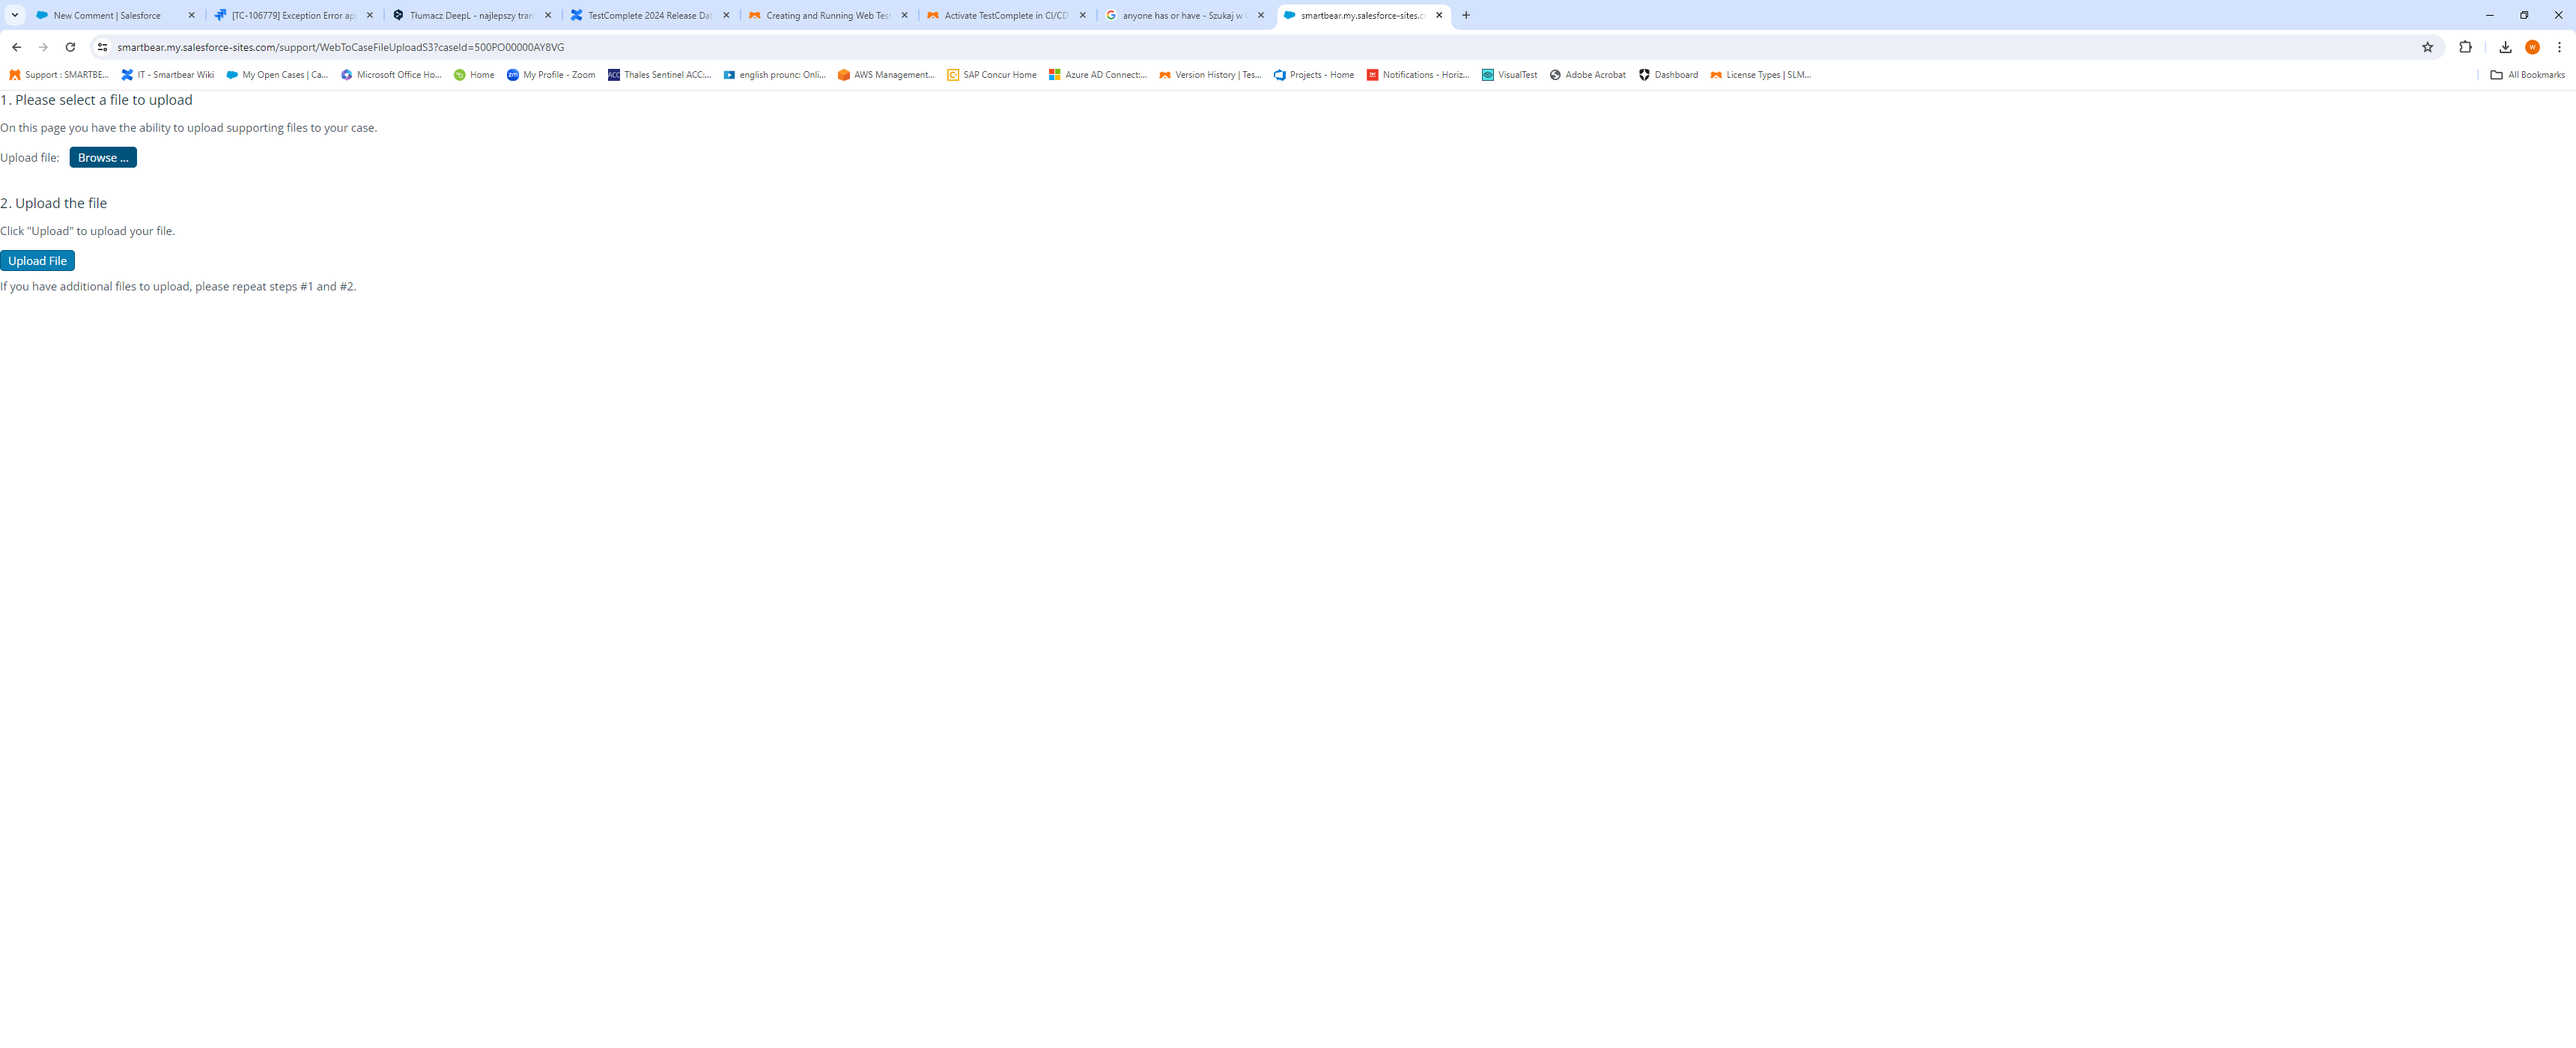 New Comment | Salesforce
[TC-106779] Exception Error ap
Tłumacz DeepL - najlepszy tran
TestComplete 2024 Release Da
Creating and Running Web Test
Activate TestComplete in CI/CD
anyone has or have - Szukaj w
smartbear.my.salesforce-sites.c
smartbear.my.salesforce-sites.com/support/WebToCaseFileUploadS3?caseId=500PO00000AY8VG
W
Support : SMARTBE...
IT - Smartbear Wiki
My Open Cases | Ca...
Microsoft Office Ho...
Home
My Profile - Zoom
ACC
Thales Sentinel ACC:...
english prounc: Onli...
AWS Management...
SAP Concur Home
Azure AD Connect:...
Version History | Tes...
Projects - Home
Notifications - Horiz...
VisualTest
Adobe Acrobat
Dashboard
License Types | SLM...
All Bookmarks
1. Please select a file to upload
On this page you have the ability to upload supporting files to your case.
Upload file: Browse ...
2. Upload the file
Click "Upload" to upload your file.
Upload File
If you have additional files to upload, please repeat steps #1 and #2.